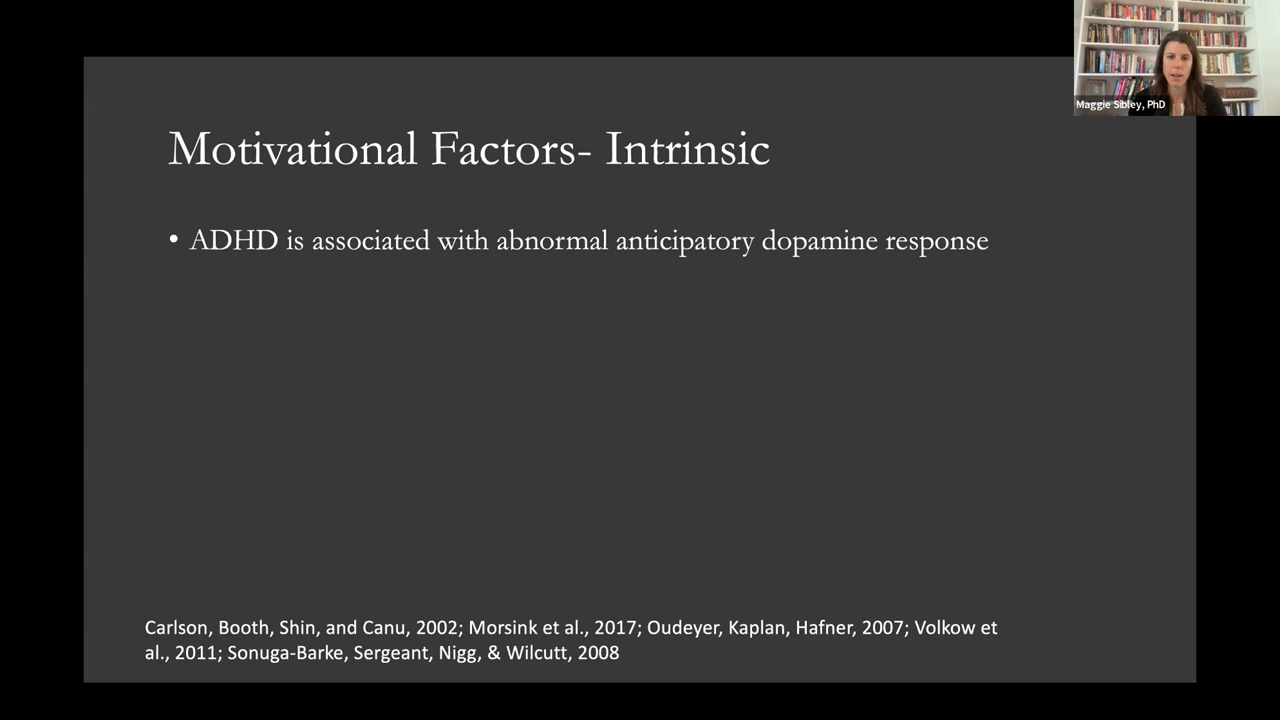 Maggie Sibley, PhD
Motivational Factors- Intrinsic
• ADHD is associated with abnormal anticipatory dopamine response
Carlson, Booth, Shin, and Canu, 2002; Morsink et al., 2017; Oudeyer, Kaplan, Hafner, 2007; Volkow et
al., 2011; Sonuga-Barke, Sergeant, Nigg, & Wilcutt, 2008